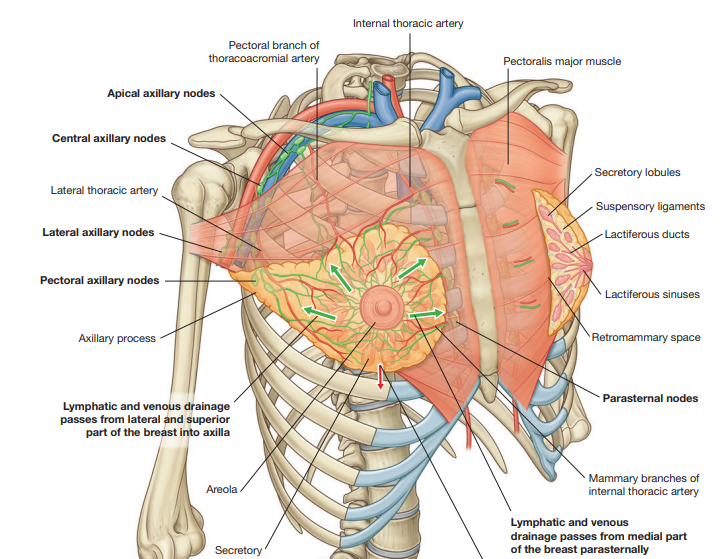 Internal thoracic artery
Pectoral branch of
thoracoacromial artery
Pectoralis major muscle
Apical axillary nodes
Central axillary nodes
Secretory lobules
Lateral thoracic artery
Suspensory ligaments
Lateral axillary nodes
Lactiferous ducts
Pectoral axillary nodes
Lactiferous sinuses
Axillary process
Retromammary space
Parasternal nodes
Lymphatic and venous drainage
passes from lateral and superior
part of the breast into axilla
Areola
Mammary branches of
internal thoracic artery
Lymphatic and venous
drainage passes from medial part
of the breast parasternally
Secretory